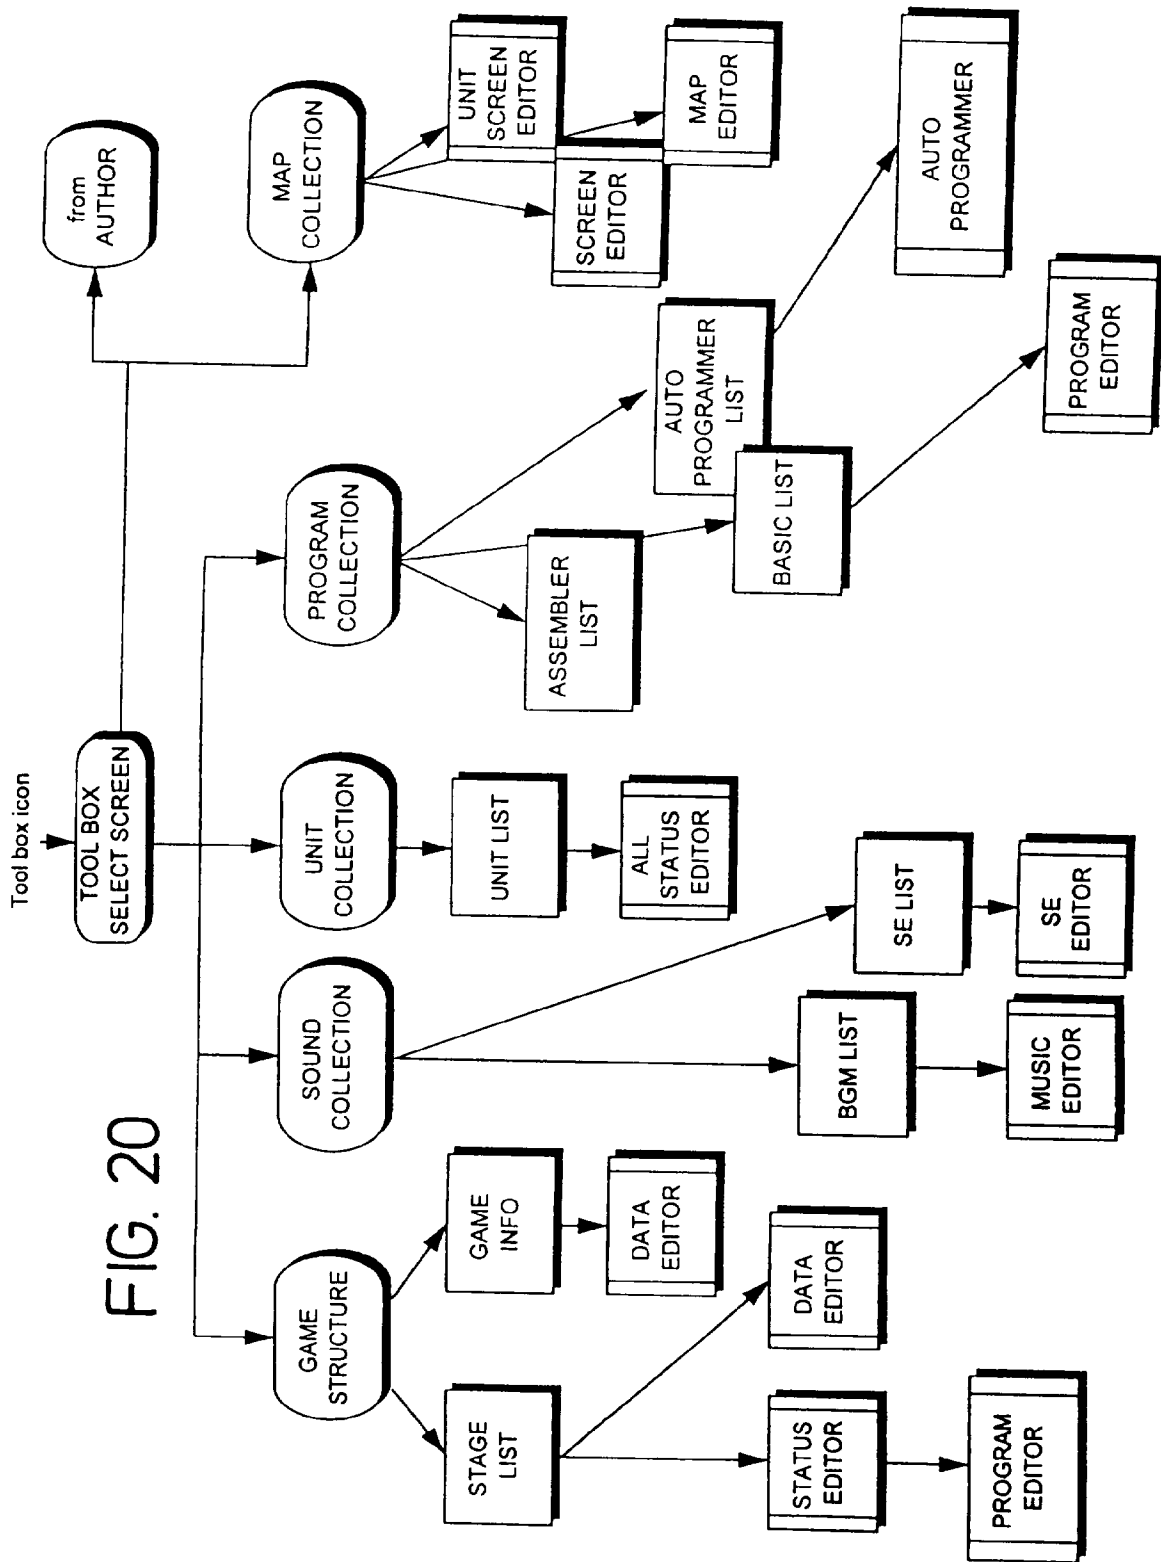 FIG. 20
Tool box icon
TOOL BOX
SELECT SCREEN
from
AUTHOR
GAME
STRUCTURE
SOUND
COLLECTION
UNIT
COLLECTION
PROGRAM
COLLECTION
MAP
COLLECTION
STAGE
LIST
GAME
INFO
UNIT LIST
ASSEMBLER
LIST
UNIT
SCREEN
EDITOR
SCREEN
EDITOR
MAP
EDITOR
DATA
EDITOR
ALL
STATUS
EDITOR
AUTO
PROGRAMMER
LIST
BASIC LIST
STATUS
EDITOR
DATA
EDITOR
BGM LIST
SE LIST
AUTO
PROGRAMMER
PROGRAM
EDITOR
MUSIC
EDITOR
SE
EDITOR
PROGRAM
EDITOR